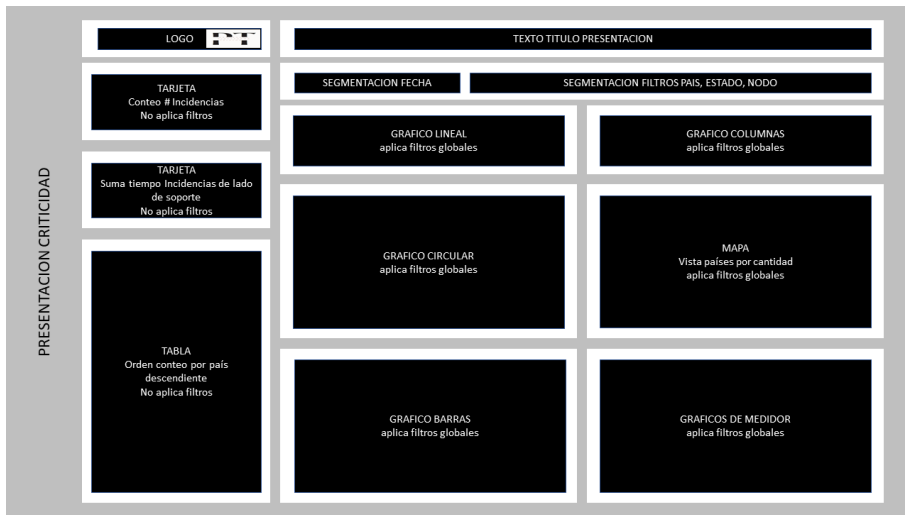 PRESENTACION CRITICIDAD
LOGO
TEXTO TITULO PRESENTACION
TARJETA
Conteo # Incidencias
No aplica filtros
SEGMENTACION FECHA
SEGMENTACION FILTROS PAIS, ESTADO, NODO
GRAFICO LINEAL
aplica filtros globales
GRAFICO COLUMNAS
aplica filtros globales
TARJETA
Suma tiempo Incidencias de lado
de soporte
No aplica filtros
GRAFICO CIRCULAR
aplica filtros globales
MAPA
Vista países por cantidad
aplica filtros globales
TABLA
Orden conteo por país
descendiente
No aplica filtros
GRAFICO BARRAS
aplica filtros globales
GRAFICOS DE MEDIDOR
aplica filtros globales